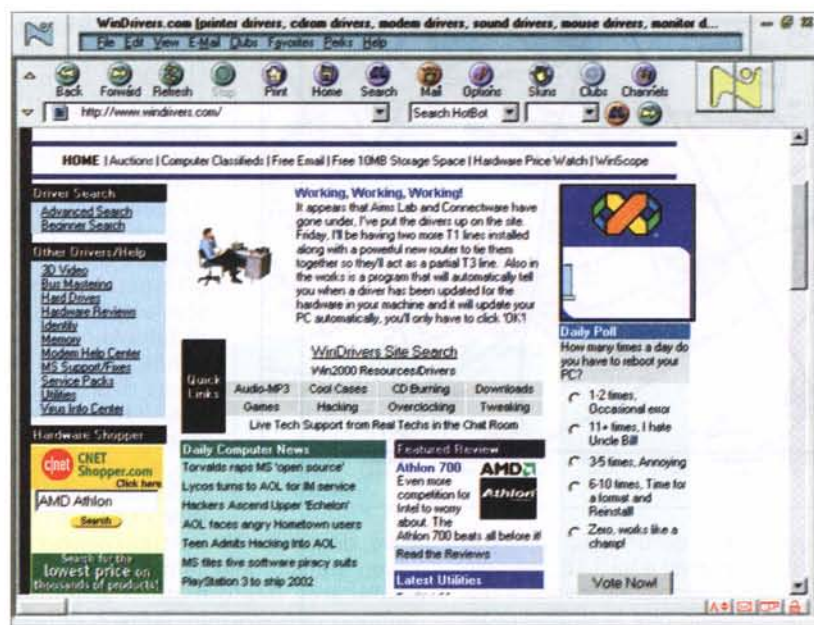 WinDrivers.com (printer drivers, cdrom drivers, modem drivers, sound drivers, mouse drivers, monitor d...
File Edit View E-Mail Clubs Favorites Perks Help
Back Forward Refresh Stop Print Home Search Mail Options Skins Clubs Channels
http://www.windrivers.com/ Search HotBot
HOME | Auctions | Computer Classifieds | Free Email | Free 10MB Storage Space | Hardware Price Watch | WinScope
Driver Search
Advanced Search
Beginner Search
Other Drivers/Help
3D Video
Bus Mastering
Hard Drives
Hardware Reviews
Identify
Memory
Modem Help Center
MS Support/Fixes
Service Packs
Utilities
Virus Info Center
Hardware Shopper
c|net CNET
Shopper.com
Click here
AMD Athlon
Search
Search for the
lowest price on
thousands of products!
Working, Working, Working!
It appears that Aims Lab and Connectware have
gone under, I've put the drivers up on the site.
Friday, I'll be having two more T1 lines installed
along with a powerful new router to tie them
together so they'll act as a partial T3 line. Also in
the works is a program that will automatically tell
you when a driver has been updated for the
hardware in your machine and it will update your
PC automatically, you'll only have to click 'OK'!
WinDrivers Site Search
Win2000 Resources/Drivers
Quick
Links
Audio-MP3 Cool Cases CD Burning Downloads
Games Hacking Overclocking Tweaking
Live Tech Support from Real Techs in the Chat Room
Daily Computer News
Torvalds raps MS 'open source'
Lycos turns to AOL for IM service
Hackers Ascend Upper 'Echelon'
AOL faces angry Hometown users
Teen Admits Hacking Into AOL
MS files five software piracy suits
PlayStation 3 to ship 2002
Featured Review
Athlon 700
Even more
competition for
Intel to worry
about. The
Athlon 700 beats all before it!
AMD
Athlon
Read the Reviews
Latest Utilities
Daily Poll
How many times a day do
you have to reboot your
PC?
1-2 times,
Occasional error
11+ times, I hate
Uncle Bill
3-5 times, Annoying
6-10 times, Time for
a format and
Reinstall
Zero, works like a
champ!
Vote Now!